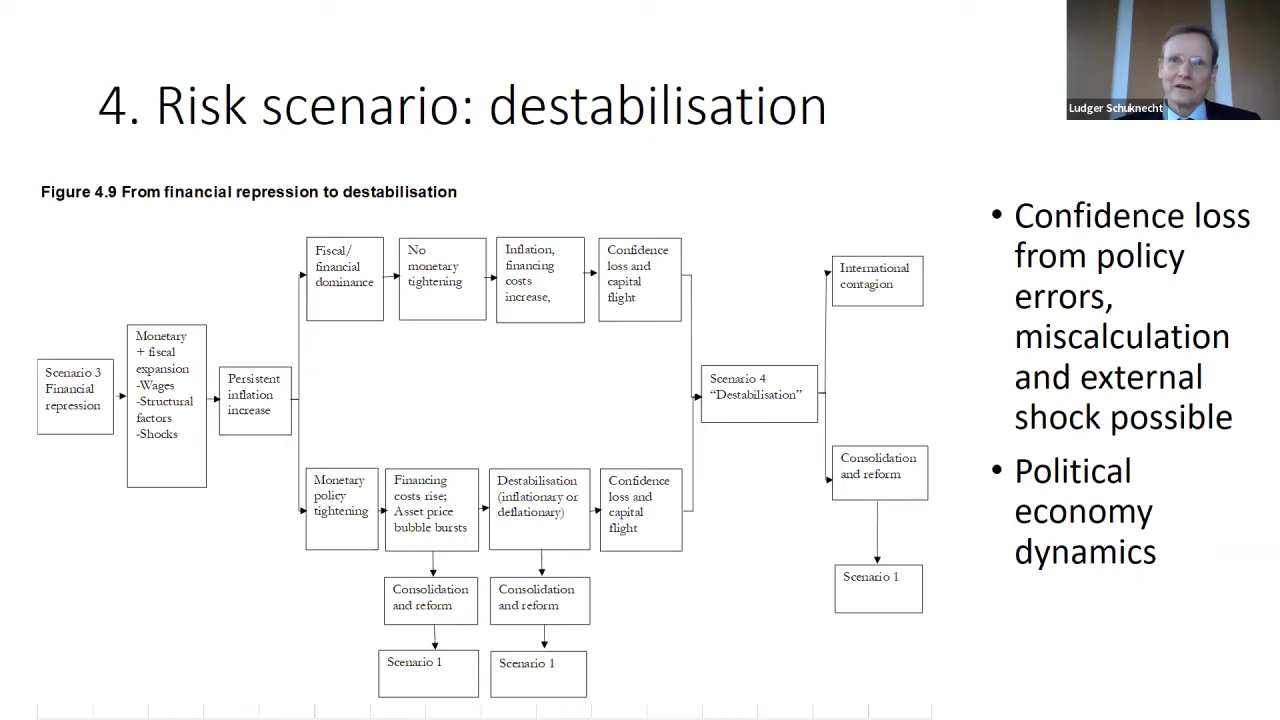 4. Risk scenario: destabilisation
Ludger Schuknecht
Figure 4.9 From financial repression to destabilisation
Fiscal/
financial
dominance
No
monetary
tightening
Inflation,
financing
costs
increase,
Confidence
loss and
capital
flight
International
contagion
Scenario 3
Financial
repression
Monetary
+ fiscal
expansion
-Wages
-Structural
factors
-Shocks
Persistent
inflation
increase
Scenario 4
“Destabilisation”
Monetary
policy
tightening
Financing
costs rise;
Asset price
bubble bursts
Destabilisation
(inflationary or
deflationary)
Confidence
loss and
capital
flight
Consolidation
and reform
Consolidation
and reform
Consolidation
and reform
Scenario 1
Scenario 1
Scenario 1
• Confidence loss
from policy
errors,
miscalculation
and external
shock possible
• Political
economy
dynamics